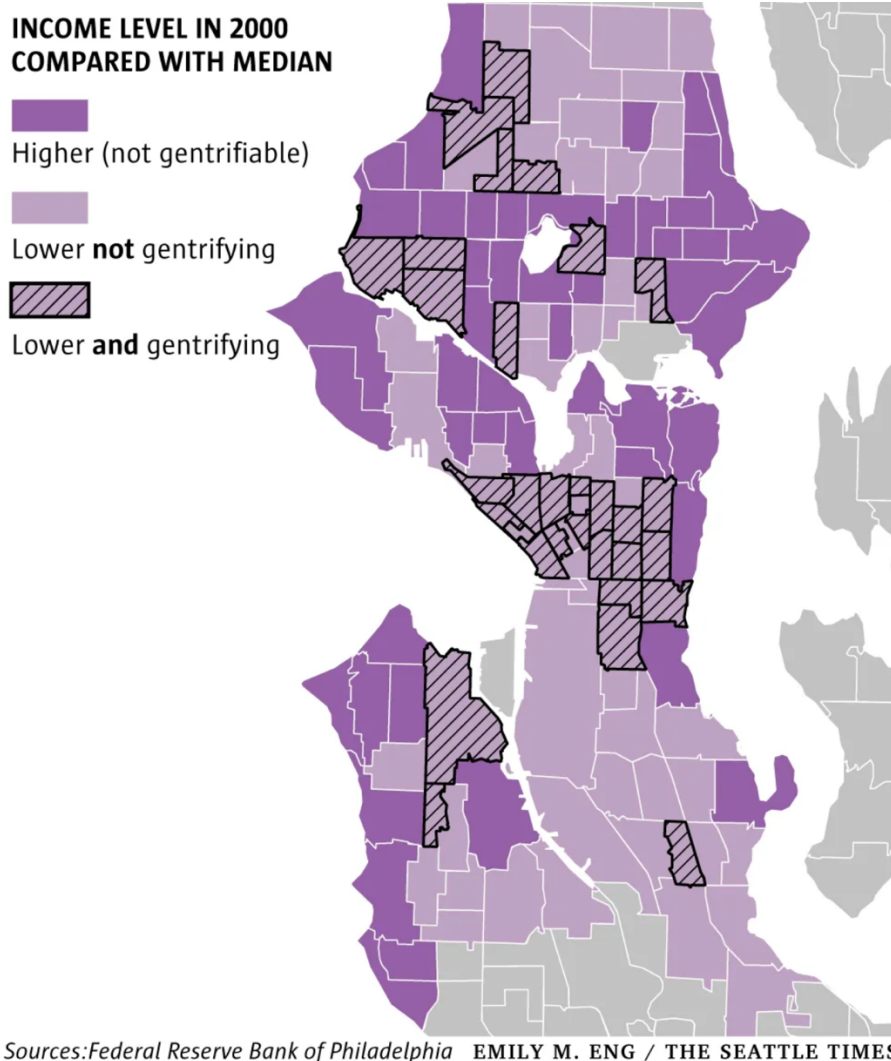 INCOME LEVEL IN 2000
COMPARED WITH MEDIAN
Higher (not gentrifiable)
Lower not gentrifying
Lower and gentrifying
Sources:Federal Reserve Bank of Philadelphia EMILY M. ENG / THE SEATTLE TIMES